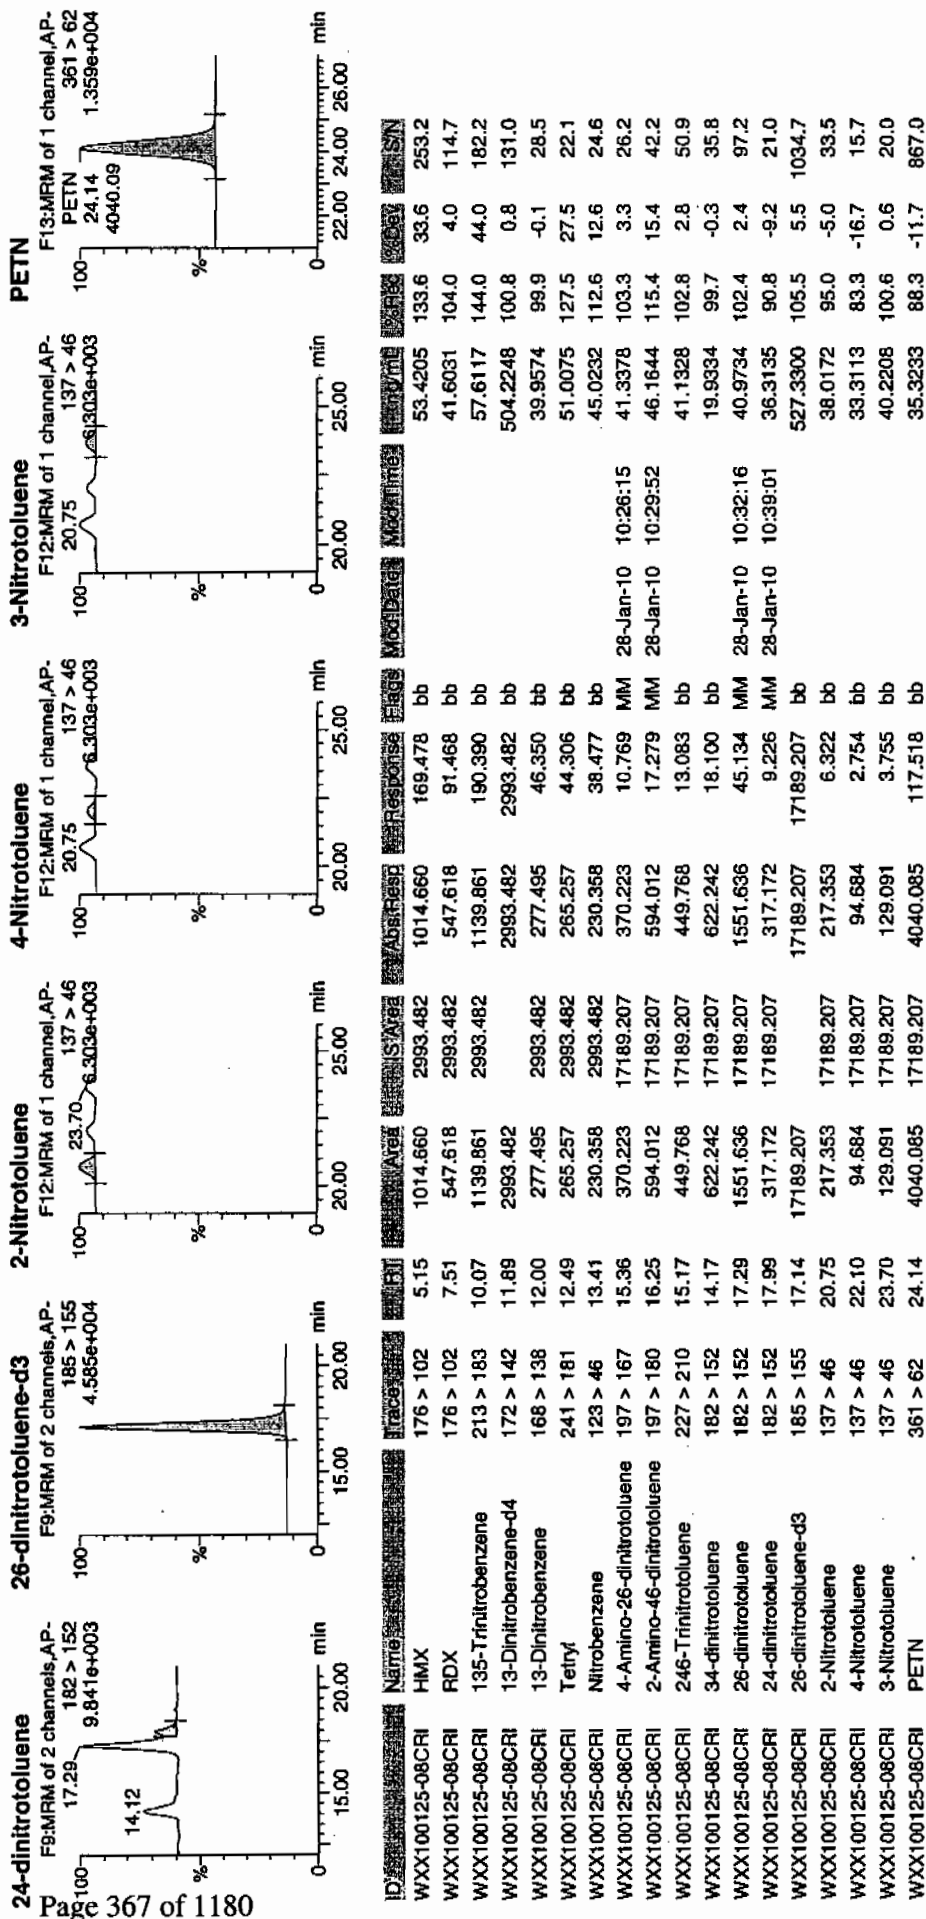 24-dinitrotoluene
F9:MRM of 2 channels,AP-
182 > 152
9.841e+003
17.29
14.12
100
%
0
15.00 20.00 min
26-dinitrotoluene-d3
F9:MRM of 2 channels,AP-
185 > 155
4.585e+004
100
%
0
15.00 20.00 min
2-Nitrotoluene
F12:MRM of 1 channel,AP-
137 > 46
6.303e+003
23.70
100
%
0
20.00 25.00 min
4-Nitrotoluene
F12:MRM of 1 channel,AP-
137 > 46
6.303e+003
20.75
100
%
0
20.00 25.00 min
3-Nitrotoluene
F12:MRM of 1 channel,AP-
137 > 46
6.303e+003
20.75
100
%
0
20.00 25.00 min
PETN
F13:MRM of 1 channel,AP-
361 > 62
1.359e+004
PETN
24.14
4040.09
100
%
0
22.00 24.00 26.00 min
ID Name Trace RT Area IS Area Abs.Resp Response Flags Mod.Date Mod.Time ng/mL %Rec %Dev S/N
WXX100125-08CRI HMX 176 > 102 5.15 1014.660 2993.482 1014.660 169.478 bb 53.4205 133.6 33.6 253.2
WXX100125-08CRI RDX 176 > 102 7.51 547.618 2993.482 547.618 91.468 bb 41.6031 104.0 4.0 114.7
WXX100125-08CRI 135-Trinitrobenzene 213 > 183 10.07 1139.861 2993.482 1139.861 190.390 bb 57.6117 144.0 44.0 182.2
WXX100125-08CRI 13-Dinitrobenzene-d4 172 > 142 11.89 2993.482 2993.482 2993.482 bb 504.2248 100.8 0.8 131.0
WXX100125-08CRI 13-Dinitrobenzene 168 > 138 12.00 277.495 2993.482 277.495 46.350 bb 39.9574 99.9 -0.1 28.5
WXX100125-08CRI Tetryl 241 > 181 12.49 265.257 2993.482 265.257 44.306 bb 51.0075 127.5 27.5 22.1
WXX100125-08CRI Nitrobenzene 123 > 46 13.41 230.358 2993.482 230.358 38.477 bb 45.0232 112.6 12.6 24.6
WXX100125-08CRI 4-Amino-26-dinitrotoluene 197 > 167 15.36 370.223 17189.207 370.223 10.769 MM 28-Jan-10 10:26:15 41.3378 103.3 3.3 26.2
WXX100125-08CRI 2-Amino-46-dinitrotoluene 197 > 180 16.25 594.012 17189.207 594.012 17.279 MM 28-Jan-10 10:29:52 46.1644 115.4 15.4 42.2
WXX100125-08CRI 246-Trinitrotoluene 227 > 210 15.17 449.768 17189.207 449.768 13.083 bb 41.1328 102.8 2.8 50.9
WXX100125-08CRI 34-dinitrotoluene 182 > 152 14.17 622.242 17189.207 622.242 18.100 bb 19.9334 99.7 -0.3 35.8
WXX100125-08CRI 26-dinitrotoluene 182 > 152 17.29 1551.636 17189.207 1551.636 45.134 MM 28-Jan-10 10:32:16 40.9734 102.4 2.4 97.2
WXX100125-08CRI 24-dinitrotoluene 182 > 152 17.99 317.172 17189.207 317.172 9.226 MM 28-Jan-10 10:39:01 36.3135 90.8 -9.2 21.0
WXX100125-08CRI 26-dinitrotoluene-d3 185 > 155 17.14 17189.207 17189.207 17189.207 bb 527.3300 105.5 5.5 1034.7
WXX100125-08CRI 2-Nitrotoluene 137 > 46 20.75 217.353 17189.207 217.353 6.322 bb 38.0172 95.0 -5.0 33.5
WXX100125-08CRI 4-Nitrotoluene 137 > 46 22.10 94.684 17189.207 94.684 2.754 bb 33.3113 83.3 -16.7 15.7
WXX100125-08CRI 3-Nitrotoluene 137 > 46 23.70 129.091 17189.207 129.091 3.755 bb 40.2208 100.6 0.6 20.0
WXX100125-08CRI PETN 361 > 62 24.14 4040.085 17189.207 4040.085 117.518 bb 35.3233 88.3 -11.7 867.0
Page 367 of 1180